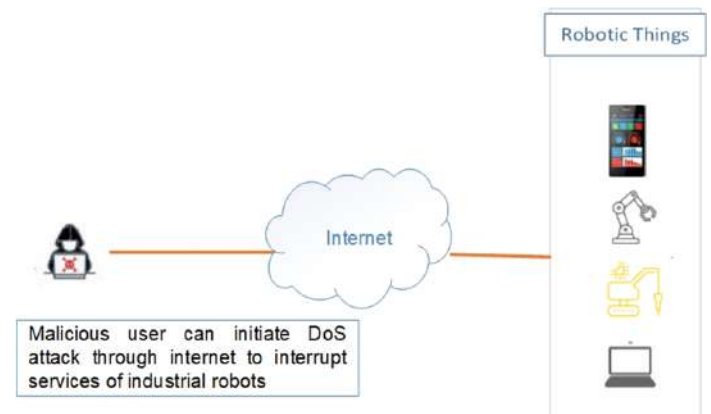 Robotic Things
Internet
Malicious user can initiate DoS
attack through internet to interrupt
services of industrial robots